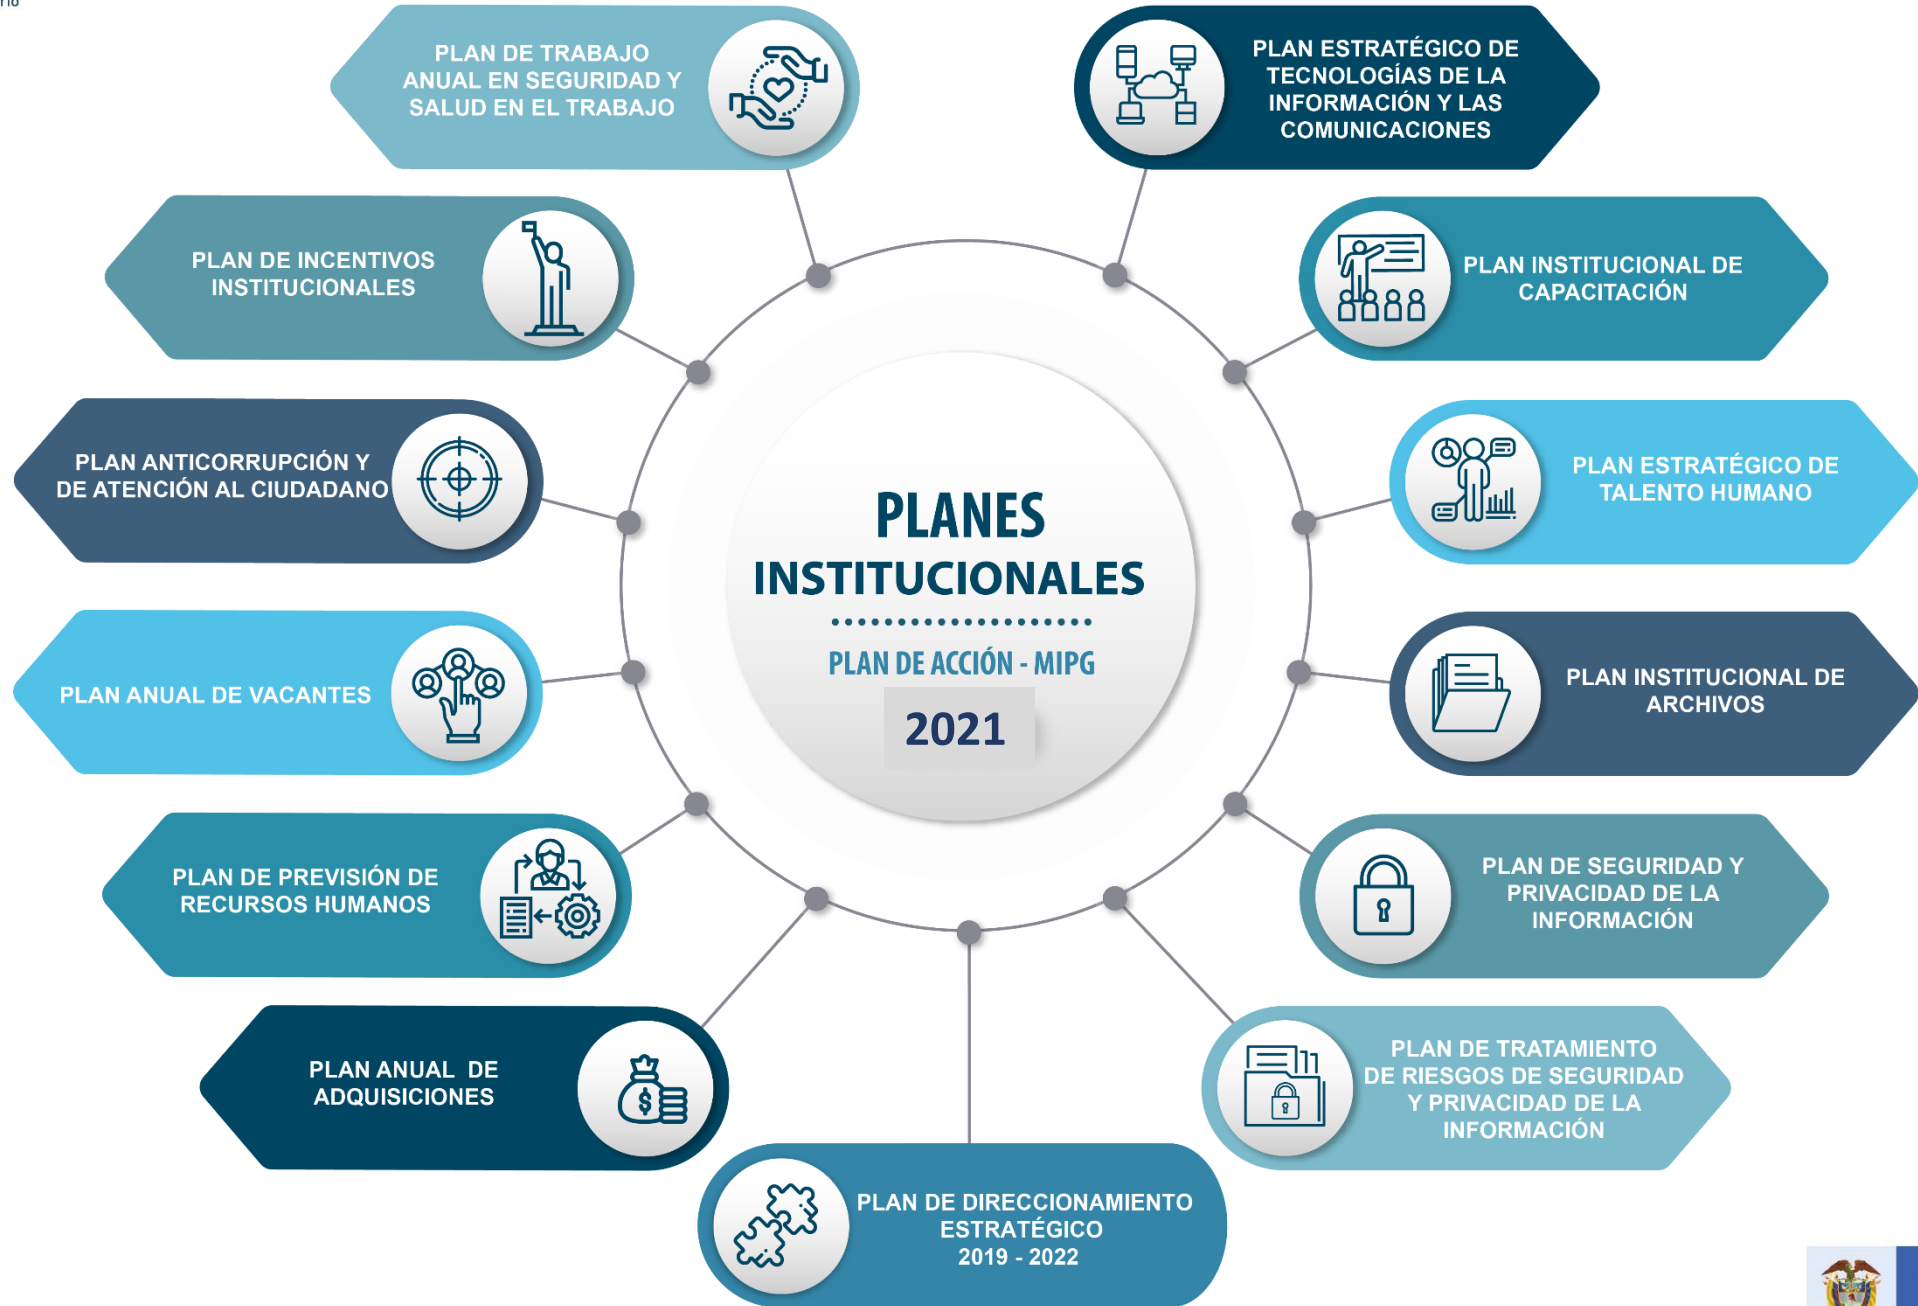 PLAN DE TRABAJO
ANUAL EN SEGURIDAD Y
SALUD EN EL TRABAJO
PLAN ESTRATÉGICO DE
TECNOLOGÍAS DE LA
INFORMACIÓN Y LAS
COMUNICACIONES
PLAN DE INCENTIVOS
INSTITUCIONALES
PLAN INSTITUCIONAL DE
CAPACITACIÓN
PLAN ANTICORRUPCIÓN Y
DE ATENCIÓN AL CIUDADANO
PLAN ESTRATÉGICO DE
TALENTO HUMANO
PLANES
INSTITUCIONALES
PLAN DE ACCIÓN - MIPG
2021
PLAN ANUAL DE VACANTES
PLAN INSTITUCIONAL DE
ARCHIVOS
PLAN DE PREVISIÓN DE
RECURSOS HUMANOS
PLAN DE SEGURIDAD Y
PRIVACIDAD DE LA
INFORMACIÓN
PLAN ANUAL DE
ADQUISICIONES
PLAN DE TRATAMIENTO
DE RIESGOS DE SEGURIDAD
Y PRIVACIDAD DE LA
INFORMACIÓN
PLAN DE DIRECCIONAMIENTO
ESTRATÉGICO
2019 - 2022